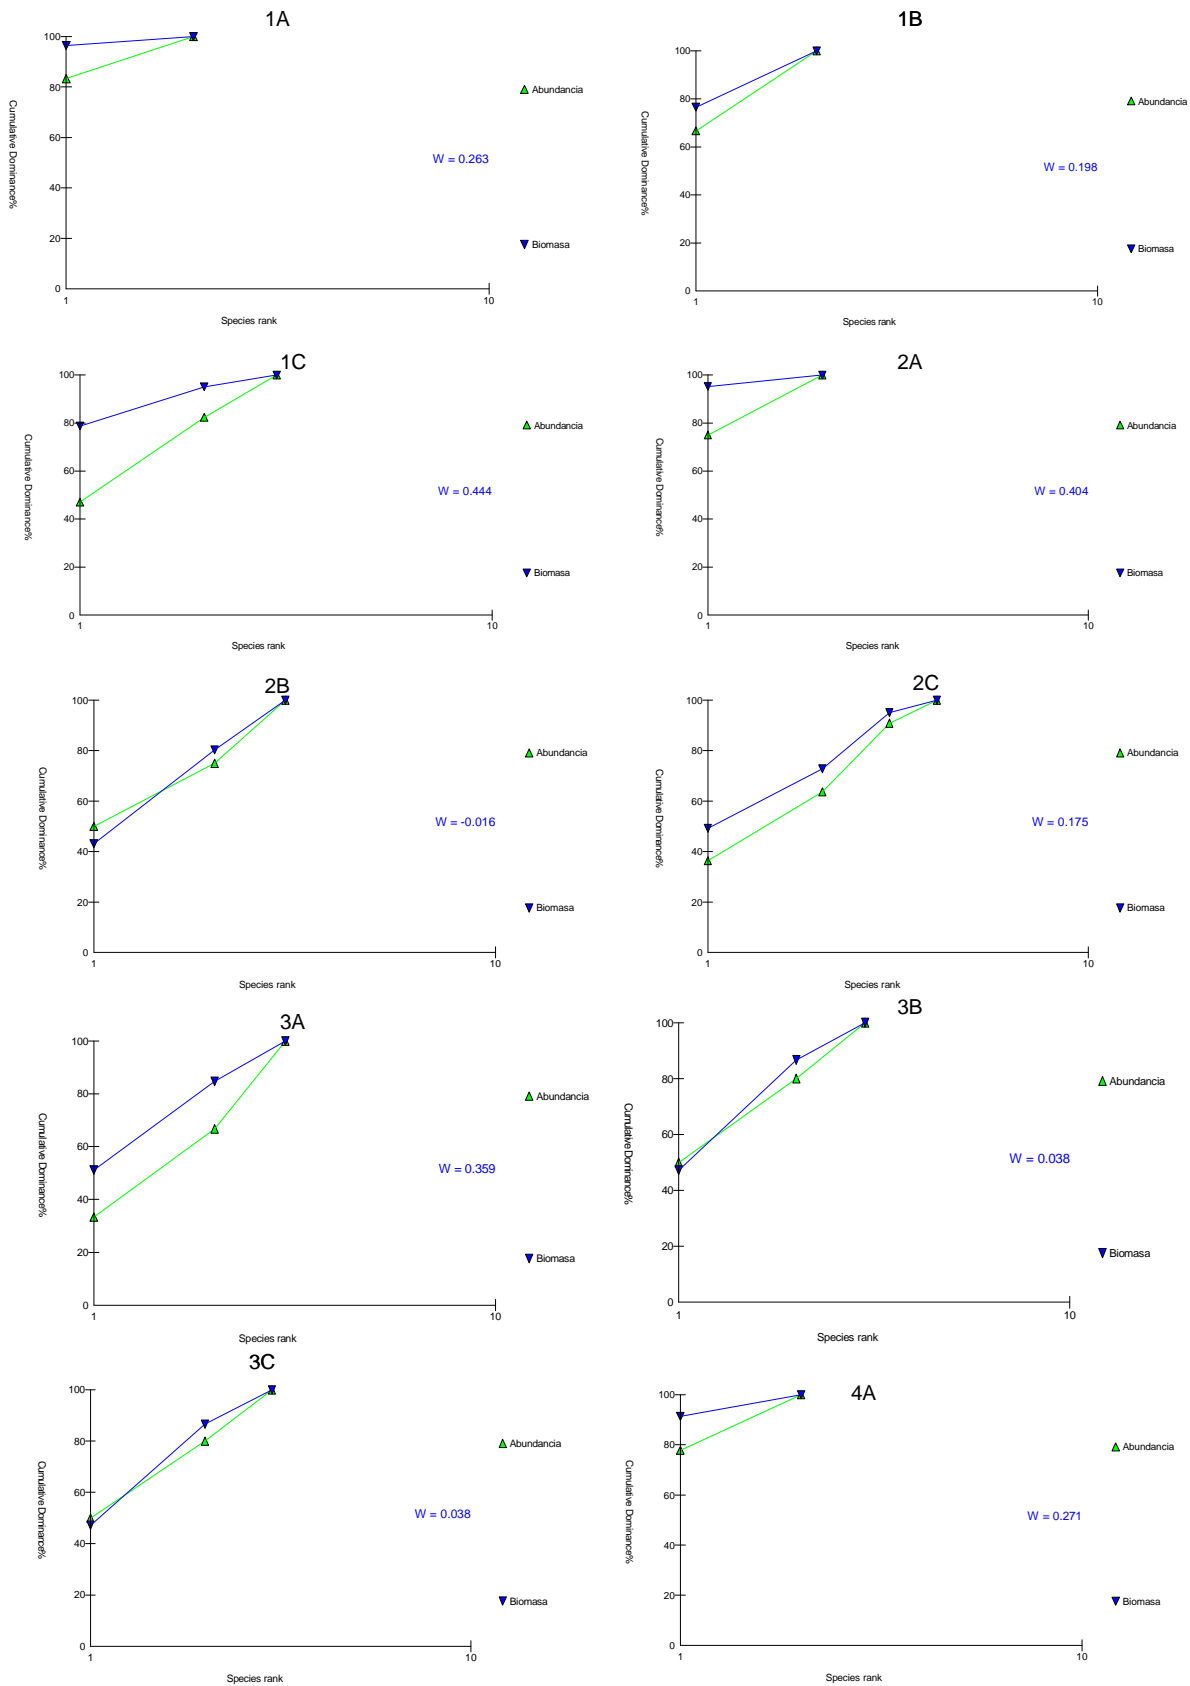 1A
100
80
60
40
20
0
Cumulative Dominance%
1
10
Species rank
Abundancia
W = 0.263
Biomasa
1B
100
80
60
40
20
0
Cumulative Dominance%
1
10
Species rank
Abundancia
W = 0.198
Biomasa
1C
100
80
60
40
20
0
Cumulative Dominance%
1
10
Species rank
Abundancia
W = 0.444
Biomasa
2A
100
80
60
40
20
0
Cumulative Dominance%
1
10
Species rank
Abundancia
W = 0.404
Biomasa
2B
100
80
60
40
20
0
Cumulative Dominance%
1
10
Species rank
Abundancia
W = -0.016
Biomasa
2C
100
80
60
40
20
0
Cumulative Dominance%
1
10
Species rank
Abundancia
W = 0.175
Biomasa
3A
100
80
60
40
20
0
Cumulative Dominance%
1
10
Species rank
Abundancia
W = 0.359
Biomasa
3B
100
80
60
40
20
0
Cumulative Dominance%
1
10
Species rank
Abundancia
W = 0.038
Biomasa
3C
100
80
60
40
20
0
Cumulative Dominance%
1
10
Species rank
Abundancia
W = 0.038
Biomasa
4A
100
80
60
40
20
0
Cumulative Dominance%
1
10
Species rank
Abundancia
W = 0.271
Biomasa